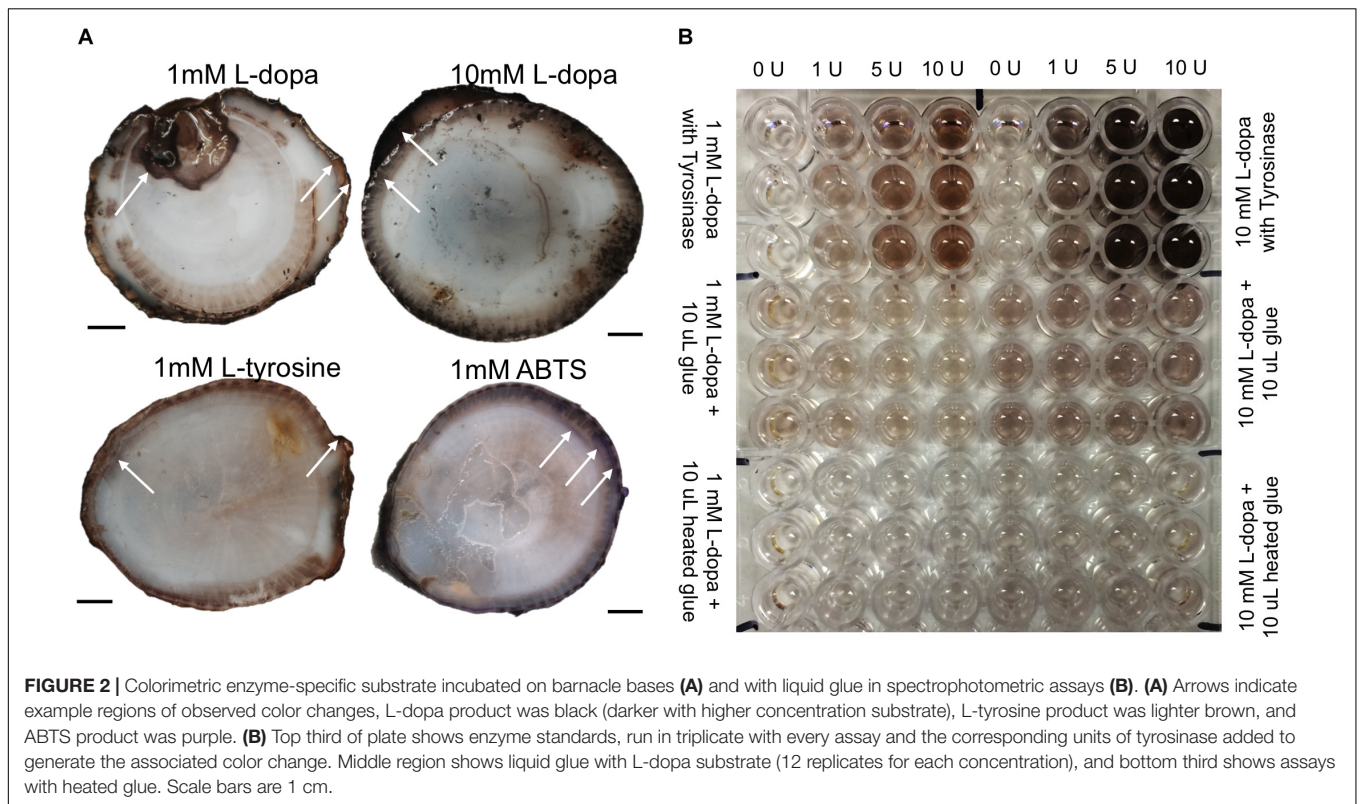 A
1mM L-dopa
10mM L-dopa
1mM L-tyrosine
1mM ABTS
B
0 U 1 U 5 U 10 U 0 U 1 U 5 U 10 U
1 mM L-dopa
with Tyrosinase
1 mM L-dopa +
10 uL glue
1 mM L-dopa +
10 uL heated glue
10 mM L-dopa
with Tyrosinase
10 mM L-dopa +
10 uL glue
10 mM L-dopa +
10 uL heated glue
FIGURE 2 | Colorimetric enzyme-specific substrate incubated on barnacle bases (A) and with liquid glue in spectrophotometric assays (B). (A) Arrows indicate
example regions of observed color changes, L-dopa product was black (darker with higher concentration substrate), L-tyrosine product was lighter brown, and
ABTS product was purple. (B) Top third of plate shows enzyme standards, run in triplicate with every assay and the corresponding units of tyrosinase added to
generate the associated color change. Middle region shows liquid glue with L-dopa substrate (12 replicates for each concentration), and bottom third shows assays
with heated glue. Scale bars are 1 cm.